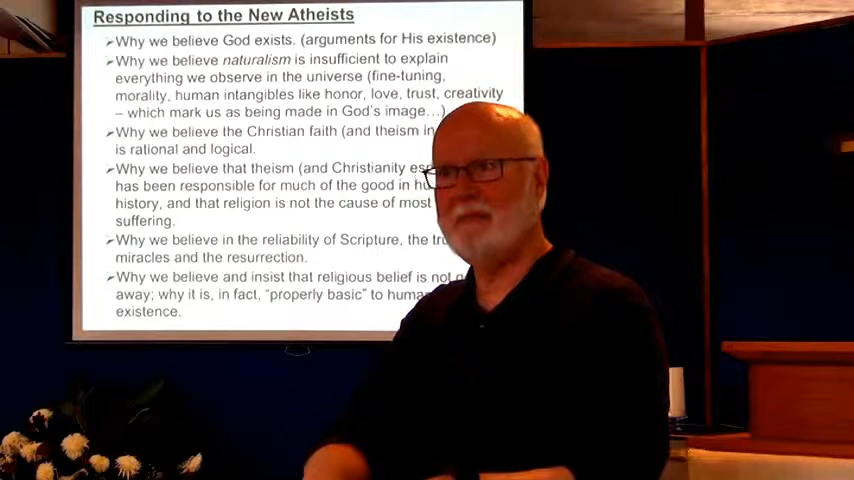 Responding to the New Atheists
➢Why we believe God exists. (arguments for His existence)
➢Why we believe naturalism is insufficient to explain
everything we observe in the universe (fine-tuning,
morality, human intangibles like honor, love, trust, creativity
– which mark us as being made in God's image…)
➢Why we believe the Christian faith (and theism in
is rational and logical.
➢Why we believe that theism (and Christianity
has been responsible for much of the good in
history, and that religion is not the cause of most
suffering.
➢Why we believe in the reliability of Scripture, the
miracles and the resurrection.
➢Why we believe and insist that religious belief is not
away; why it is, in fact, "properly basic" to
existence.